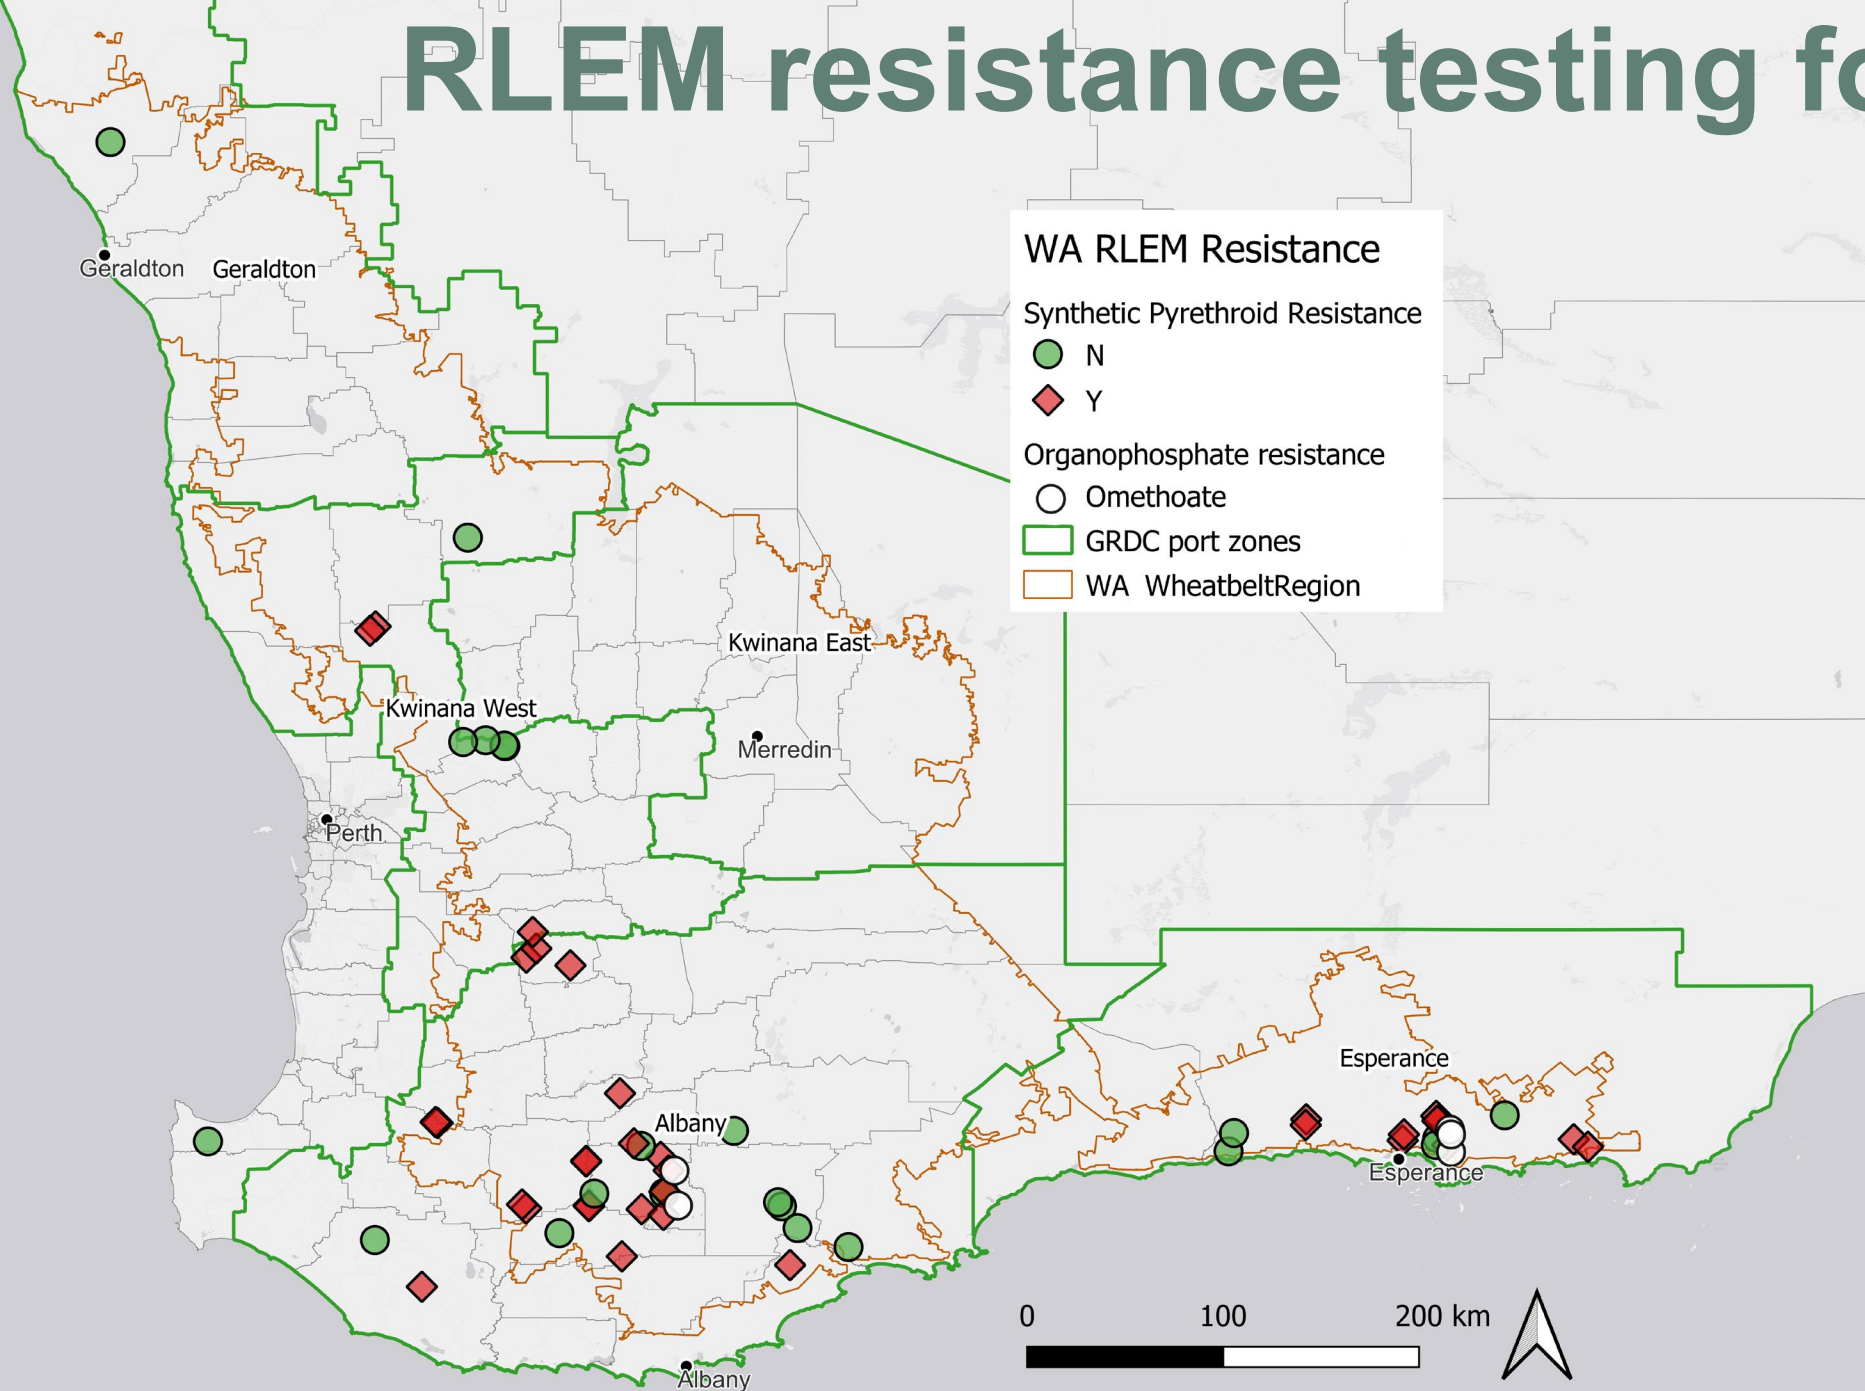 RLEM resistance testing fo
WA RLEM Resistance
Synthetic Pyrethroid Resistance
N
Y
Organophosphate resistance
Omethoate
GRDC port zones
WA WheatbeltRegion
Geraldton
Geraldton
Kwinana East
Kwinana West
Merredin
Perth
Esperance
Albany
Esperance
0 100 200 km
Albany